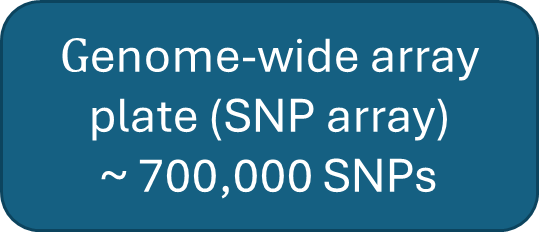 Genome-wide array
plate (SNP array)
~ 700,000 SNPs